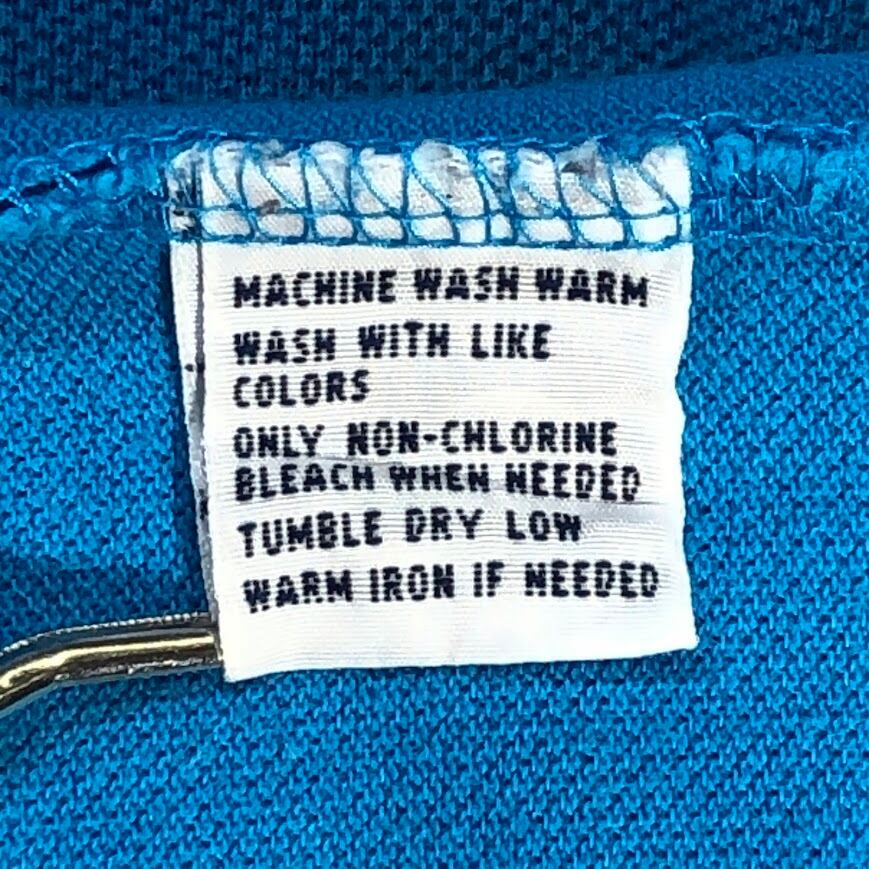 MACHINE WASH WARM
WASH WITH LIKE
COLORS
ONLY NON-CHLORINE
BLEACH WHEN NEEDED
TUMBLE DRY LOW
WARM IRON IF NEEDED